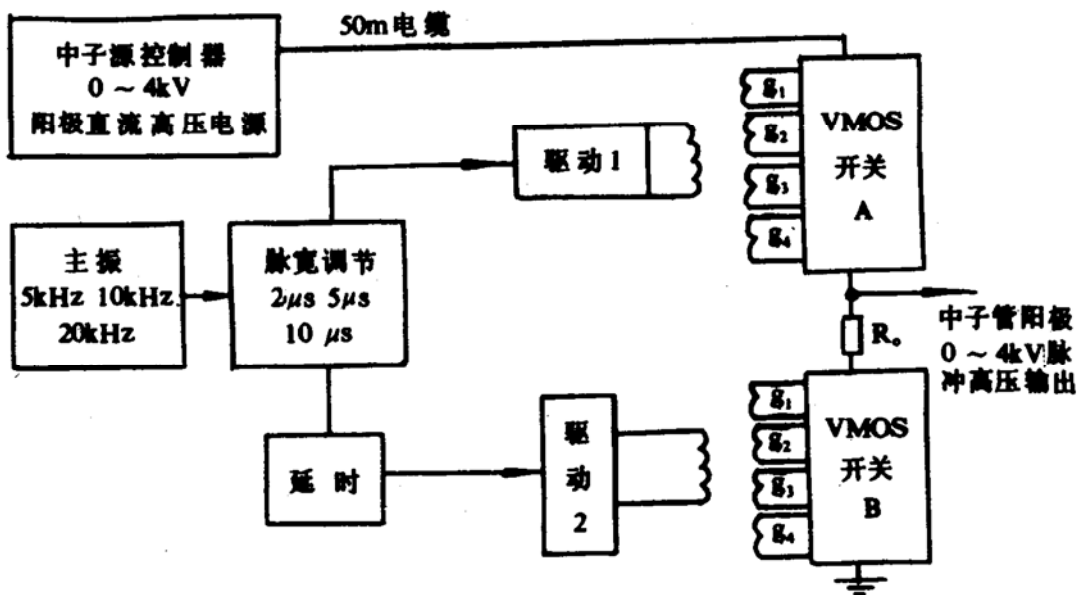 50m电缆
中子源控制器
0～4kV
阳极直流高压电源
g₁
g₂
g₃
g₄
VMOS
开关
A
驱动1
主振
5kHz 10kHz
20kHz
脉宽调节
2μs 5μs
10 μs
R。
中子管阳极
0～4kV脉
冲高压输出
延时
驱
动
2
g₁
g₂
g₃
g₄
VMOS
开关
B